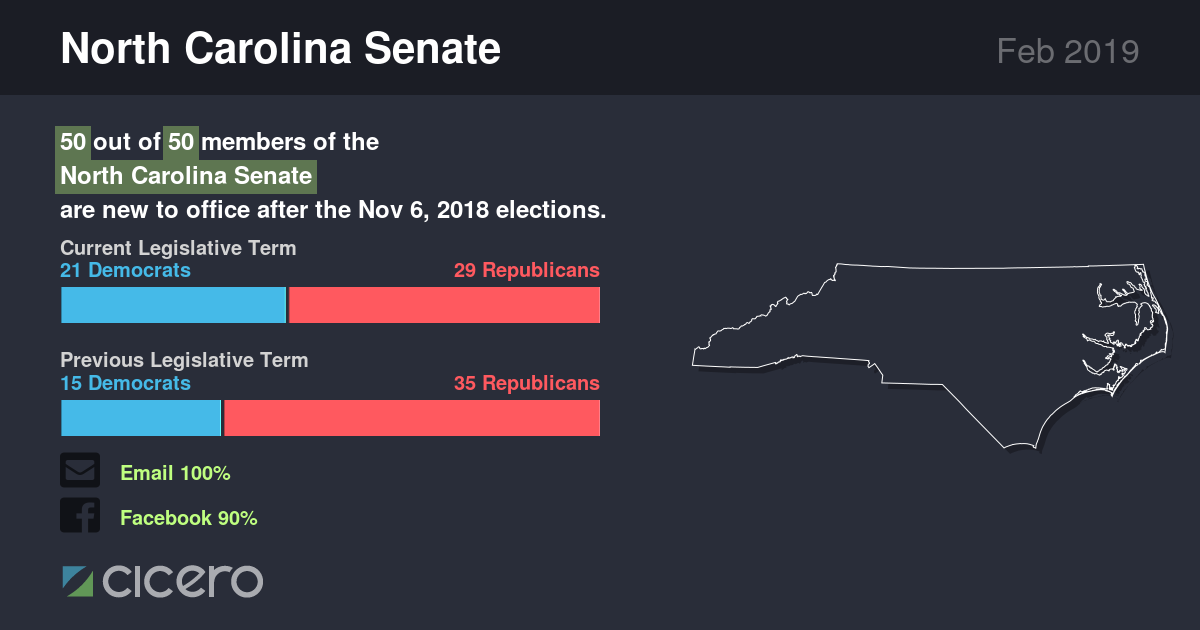 North Carolina Senate
Feb 2019
50 out of 50 members of the
North Carolina Senate
are new to office after the Nov 6, 2018 elections.
Current Legislative Term
21 Democrats 29 Republicans
Previous Legislative Term
15 Democrats 35 Republicans
Email 100%
Facebook 90%
cicero